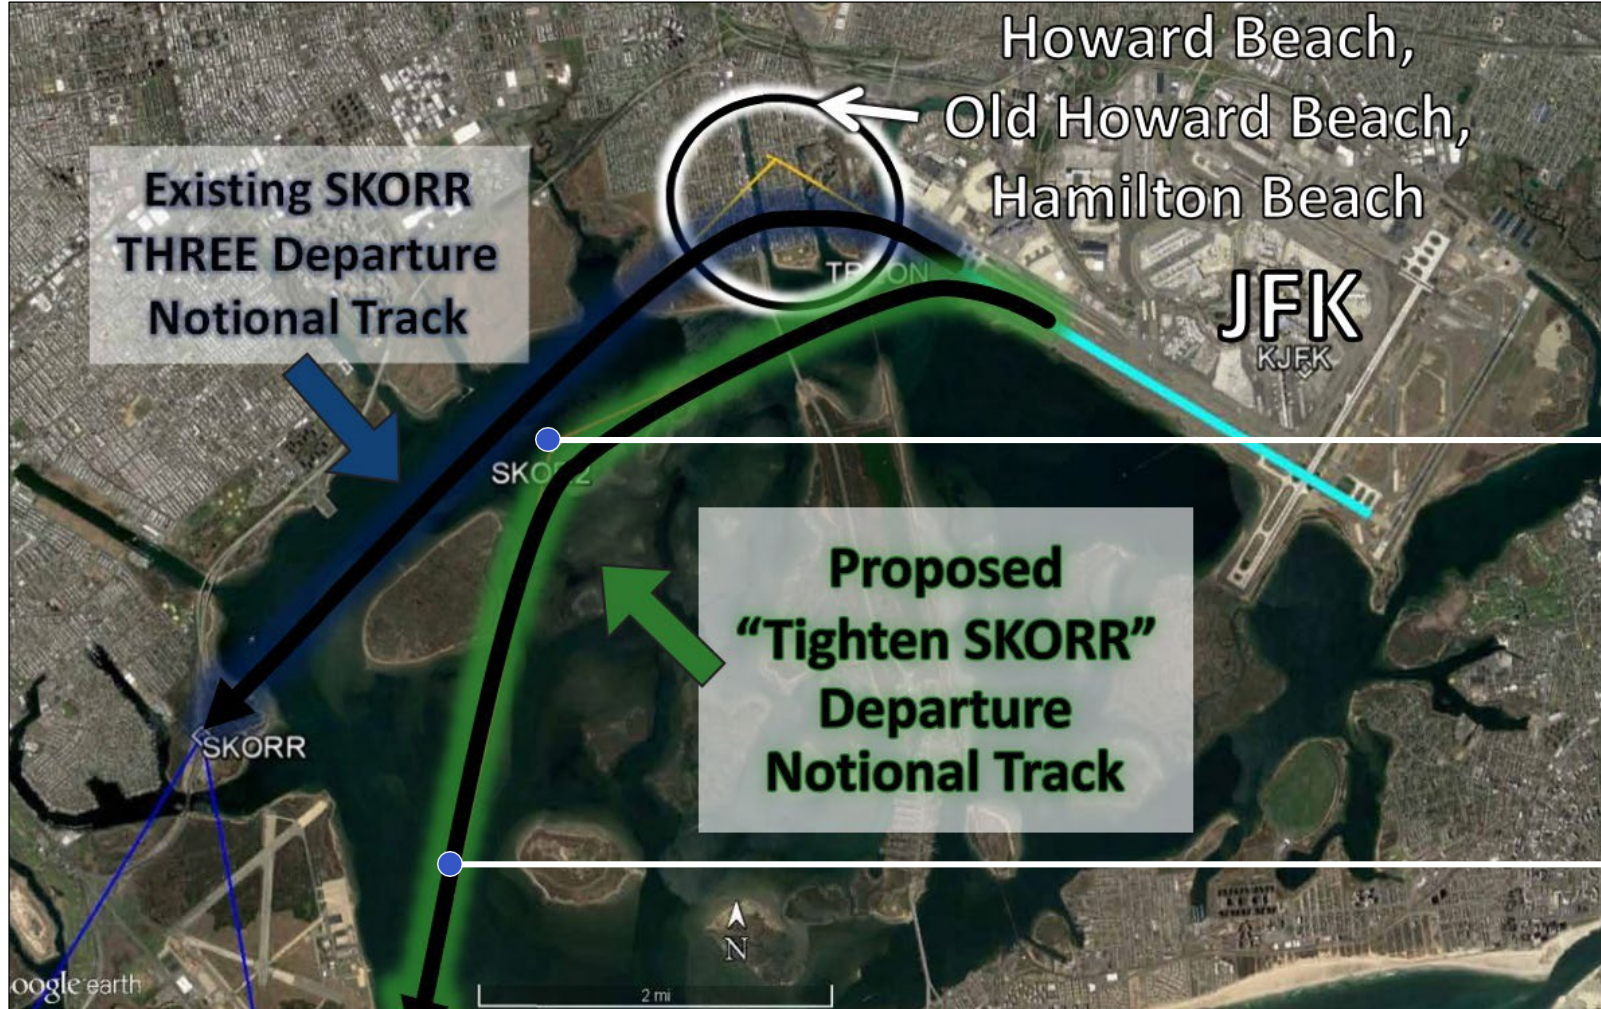 Howard Beach,
Old Howard Beach,
Hamilton Beach
Existing SKORR
THREE Departure
Notional Track
JFK
KJFK
Proposed
“Tighten SKORR”
Departure
Notional Track
SKORR
N
2 mi
oogle earth